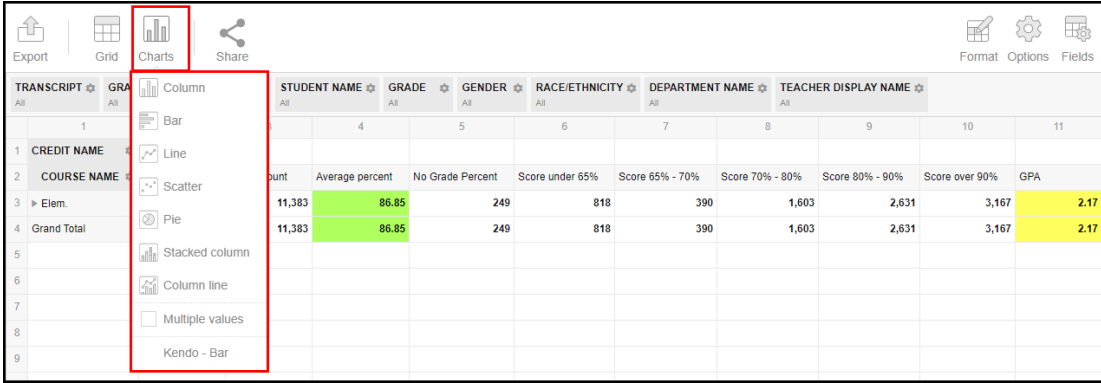 Export Grid Charts Share Format Options Fields
TRANSCRIPT GRA STUDENT NAME GRADE GENDER RACE/ETHNICITY DEPARTMENT NAME TEACHER DISPLAY NAME
All All All All All All All All
Column
Bar
Line
Scatter
Pie
Stacked column
Column line
Multiple values
Kendo - Bar
1 3 4 5 6 7 8 9 10 11
1 CREDIT NAME
2 COURSE NAME ount Average percent No Grade Percent Score under 65% Score 65% - 70% Score 70% - 80% Score 80% - 90% Score over 90% GPA
3 Elem. 11,383 86.85 249 818 390 1,603 2,631 3,167 2.17
4 Grand Total 11,383 86.85 249 818 390 1,603 2,631 3,167 2.17
5
6
7
8
9